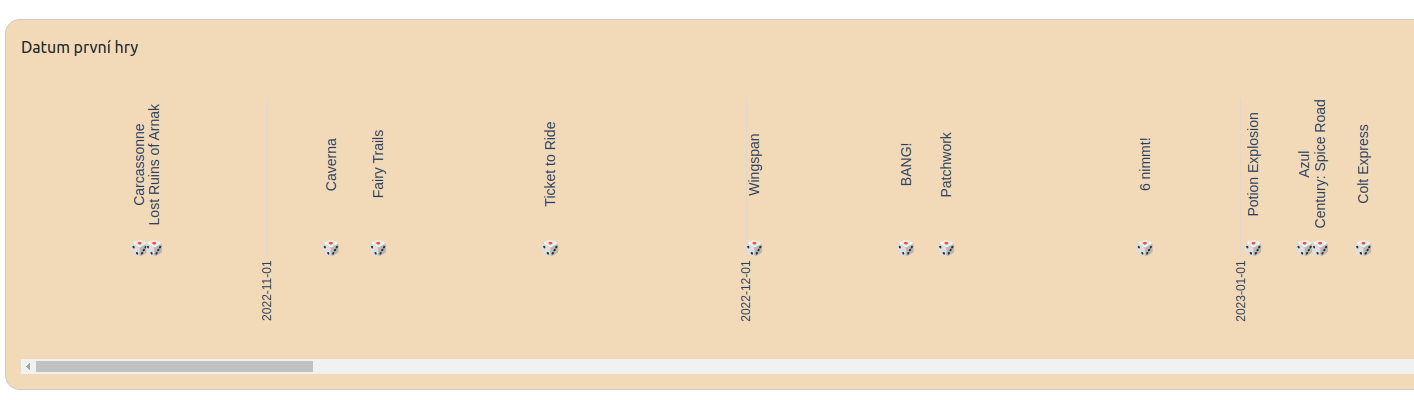 Datum první hry
Carcassonne
Lost Ruins of Arnak
Caverna
Fairy Trails
Ticket to Ride
Wingspan
BANG!
Patchwork
6 nimmt!
Potion Explosion
Azul
Century: Spice Road
Colt Express
2022-11-01
2022-12-01
2023-01-01